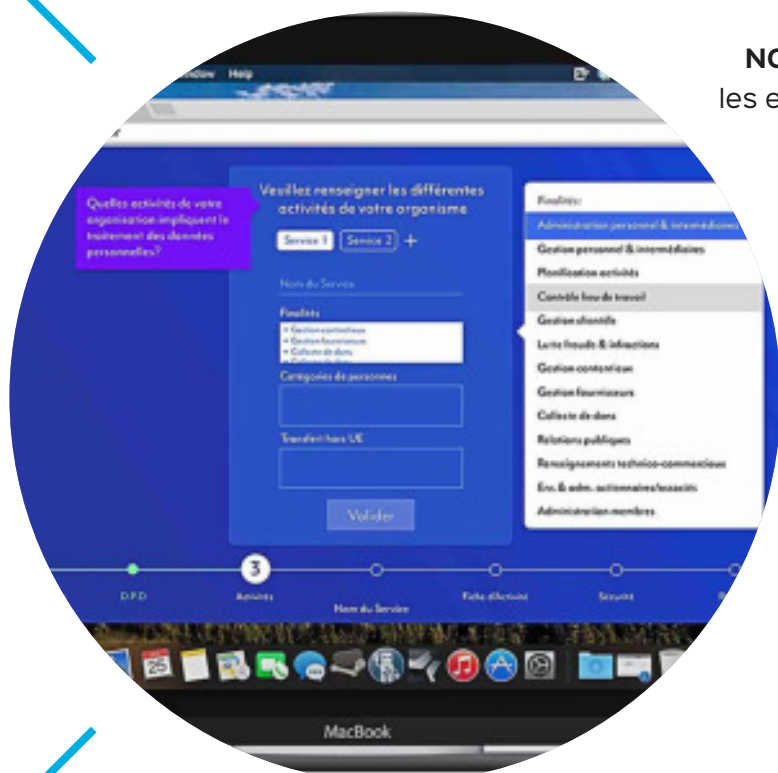 NO
les e
Window Help
Quelles activités de votre
organisation impliquent le
traitement des données
personnelles?
Veuillez renseigner les différentes
activités de votre organisme
Service 1 Service 2 +
Nom du Service
Finalités
Gestion contentieux
Gestion fournisseurs
Collecte de dons
Catégories de personnes
Transfert hors UE
Valider
Finalités:
Administration personnel & intermédiaires
Gestion personnel & intermédiaires
Planification activités
Contrôle lieu de travail
Gestion clientèle
Lutte fraude & infractions
Gestion contentieux
Gestion fournisseurs
Collecte de dons
Relations publiques
Renseignements technico-commerciaux
Enr. & adm. actionnaires/associés
Administration membres
3
D.P.D Activités Nom du Service Fiche d'Activité Sécurité
25
MacBook